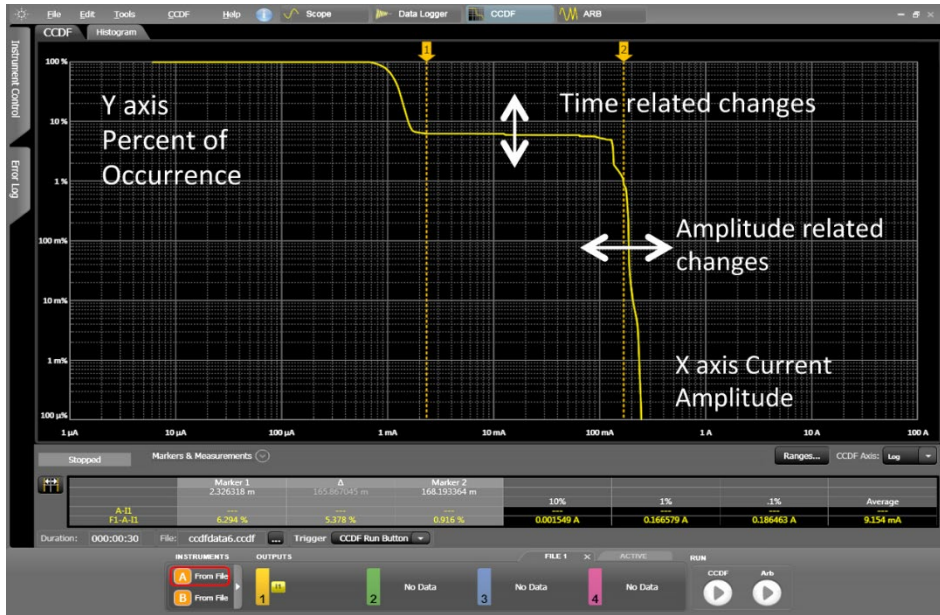 File Edit Tools CCDF Help Scope Data Logger CCDF ARB
CCDF Histogram
Instrument Control
Error Log
1 2
100 %
10 %
1 %
100 m%
10 m%
1 m%
100 µ%
Y axis
Percent of
Occurrence
Time related changes
Amplitude related
changes
X axis Current
Amplitude
1 µA 10 µA 100 µA 1 mA 10 mA 100 mA 1 A 10 A 100 A
Stopped Markers & Measurements Ranges... CCDF Axis: Log
Marker 1 Δ Marker 2
2.326318 m 165.867045 m 168.193364 m 10% 1% .1% Average
A-I1 --- --- --- --- --- --- ---
F1-A-I1 6.294 % 5.378 % 0.916 % 0.001549 A 0.166579 A 0.186463 A 9.154 mA
Duration: 000:00:30 File: ccdfdata6.ccdf ... Trigger CCDF Run Button
INSTRUMENTS OUTPUTS FILE 1 X ACTIVE RUN
A From File
B From File
1 I1
2 No Data
3 No Data
4 No Data
CCDF Arb